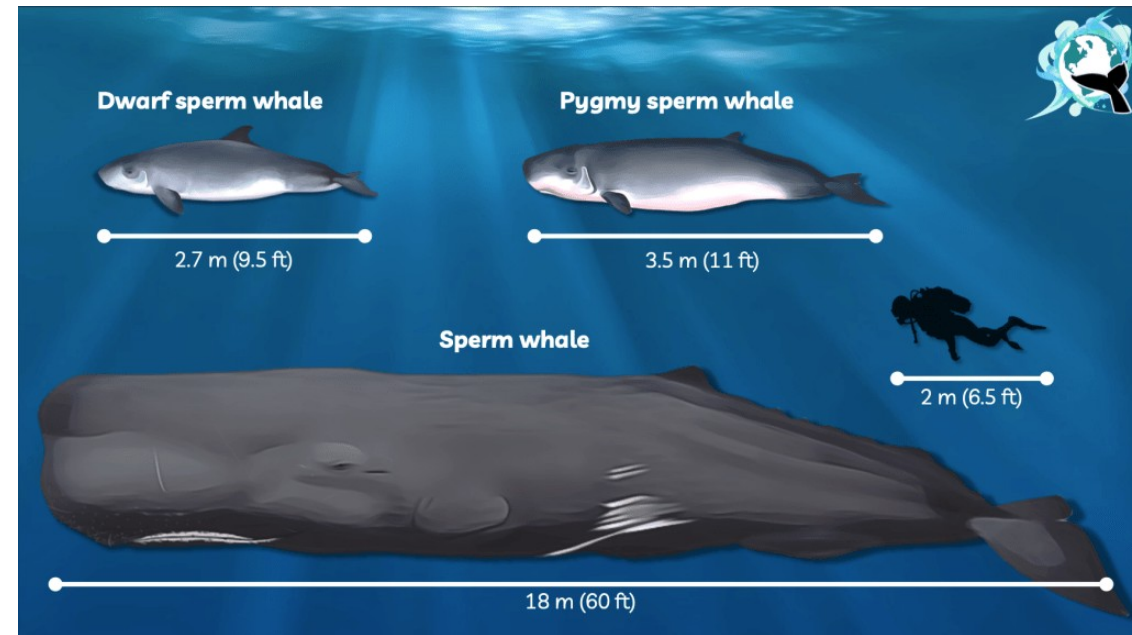 Dwarf sperm whale
Pygmy sperm whale
2.7 m (9.5 ft)
3.5 m (11 ft)
Sperm whale
2 m (6.5 ft)
18 m (60 ft)